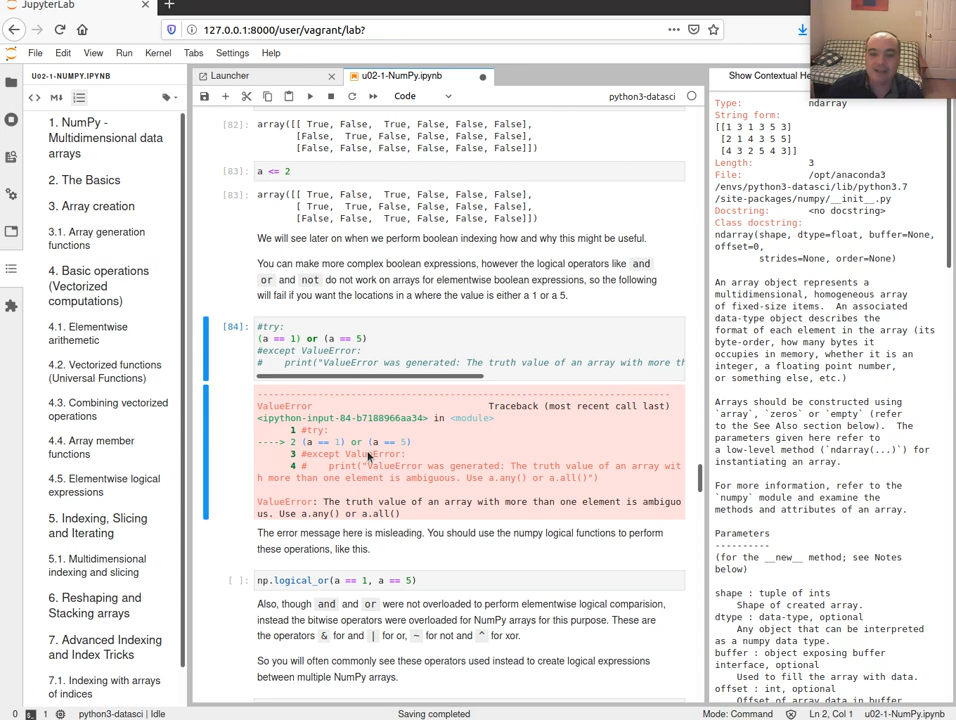 JupyterLab
127.0.0.1:8000/user/vagrant/lab?
File Edit View Run Kernel Tabs Settings Help
U02-1-NUMPY.IPYNB
1. NumPy -
Multidimensional data
arrays
2. The Basics
3. Array creation
3.1. Array generation
functions
4. Basic operations
(Vectorized
computations)
4.1. Elementwise
arithemetic
4.2. Vectorized functions
(Universal Functions)
4.3. Combining vectorized
operations
4.4. Array member
functions
4.5. Elementwise logical
expressions
5. Indexing, Slicing
and Iterating
5.1. Multidimensional
indexing and slicing
6. Reshaping and
Stacking arrays
7. Advanced Indexing
and Index Tricks
7.1. Indexing with arrays
of indices
Launcher
u02-1-NumPy.ipynb
Code
python3-datasci
[82]: array([[ True, False,  True, False, False, False],
[False,  True, False, False, False, False],
[False, False, False, False, False, False]])
[83]: a <= 2
[83]: array([[ True, False,  True, False, False, False],
[ True,  True, False, False, False, False],
[False, False,  True, False, False, False]])
We will see later on when we perform boolean indexing how and why this might be useful.
You can make more complex boolean expressions, however the logical operators like and
or and not do not work on arrays for elementwise boolean expressions, so the following
will fail if you want the locations in a where the value is either a 1 or a 5.
[84]: #try:
(a == 1) or (a == 5)
#except ValueError:
#    print("ValueError was generated: The truth value of an array with more th
---------------------------------------------------------------------------
ValueError                                Traceback (most recent call last)
<ipython-input-84-b7188966aa34> in <module>
1 #try:
----> 2 (a == 1) or (a == 5)
3 #except ValueError:
4 #    print("ValueError was generated: The truth value of an array wit
h more than one element is ambiguous. Use a.any() or a.all()")
ValueError: The truth value of an array with more than one element is ambiguo
us. Use a.any() or a.all()
The error message here is misleading. You should use the numpy logical functions to perform
these operations, like this.
[ ]: np.logical_or(a == 1, a == 5)
Also, though and and or were not overloaded to perform elementwise logical comparision,
instead the bitwise operators were overloaded for NumPy arrays for this purpose. These are
the operators & for and | for or, ~ for not and ^ for xor.
So you will often commonly see these operators used instead to create logical expressions
between multiple NumPy arrays.
Show Contextual He
Type: ndarray
String form:
[[1 3 1 3 5 3]
[2 1 4 3 5 5]
[4 3 2 5 4 3]]
Length: 3
File: /opt/anaconda3
/envs/python3-datasci/lib/python3.7
/site-packages/numpy/__init__.py
Docstring: <no docstring>
Class docstring:
ndarray(shape, dtype=float, buffer=None,
offset=0,
strides=None, order=None)
An array object represents a
multidimensional, homogeneous array
of fixed-size items.  An associated
data-type object describes the
format of each element in the array (its
byte-order, how many bytes it
occupies in memory, whether it is an
integer, a floating point number,
or something else, etc.)
Arrays should be constructed using
`array`, `zeros` or `empty` (refer
to the See Also section below).  The
parameters given here refer to
a low-level method (`ndarray(...)`) for
instantiating an array.
For more information, refer to the
`numpy` module and examine the
methods and attributes of an array.
Parameters
----------
(for the __new__ method; see Notes
below)
shape : tuple of ints
Shape of created array.
dtype : data-type, optional
Any object that can be interpreted
as a numpy data type.
buffer : object exposing buffer
interface, optional
Used to fill the array with data.
offset : int, optional
Offset of array data in buffer
0 1 python3-datasci | Idle Saving completed Mode: Command Ln 2, Col 1 u02-1-NumPy.ipynb